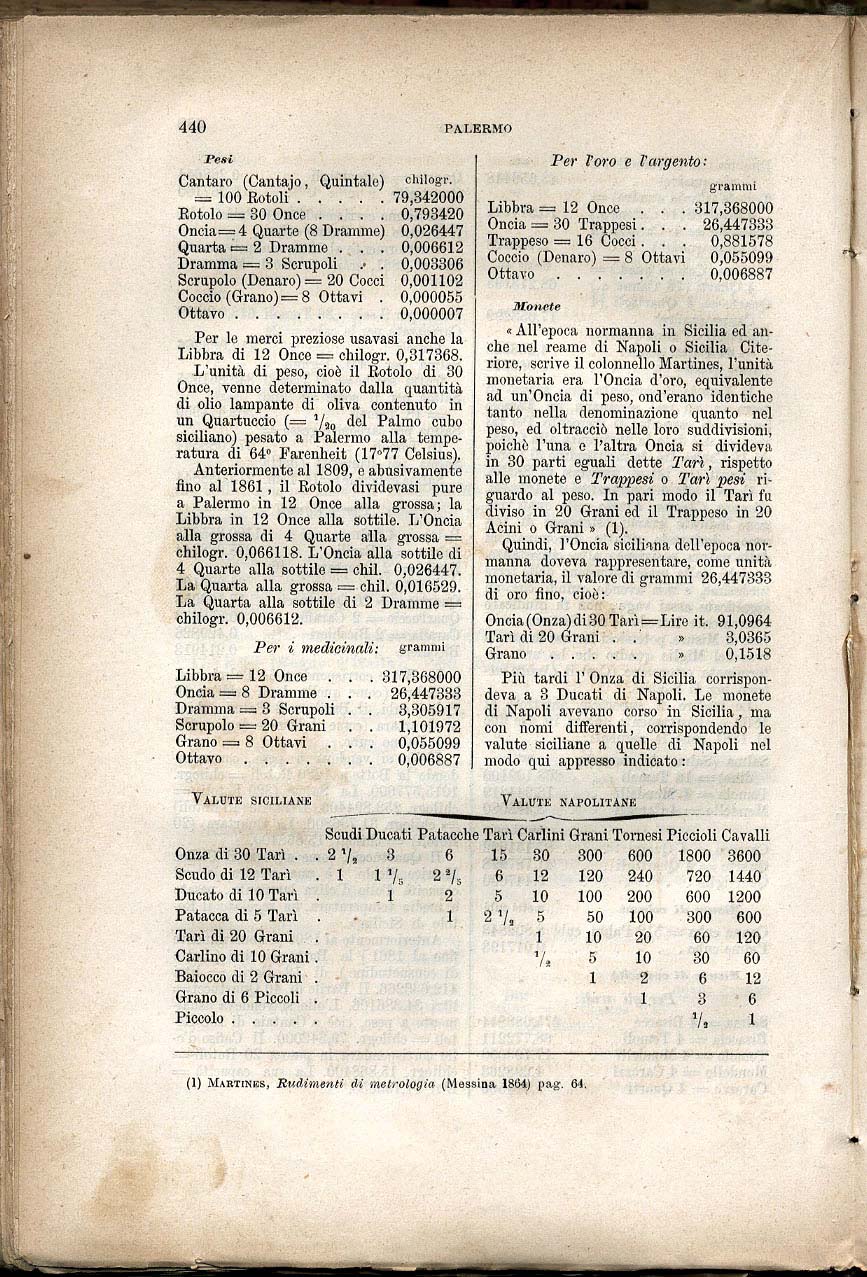 440
PALERMO
Pesi
Cantaro (Cantajo, Quintale) chilogr.
= 100 Rotoli . . . . . 79,342000
Rotolo = 30 Once . . . . 0,793420
Oncia=4 Quarte (8 Dramme) 0,026447
Quarta = 2 Dramme . . . 0,006612
Dramma = 3 Scrupoli . . 0,003306
Scrupolo (Denaro) = 20 Cocci 0,001102
Coccio (Grano)= 8 Ottavi . 0,000055
Ottavo . . . . . . . 0,000007
Per le merci preziose usavasi anche la
Libbra di 12 Once = chilogr. 0,317368.
L'unità di peso, cioè il Rotolo di 30
Once, venne determinato dalla quantità
di olio lampante di oliva contenuto in
un Quartuccio (= 1/20 del Palmo cubo
siciliano) pesato a Palermo alla tempe-
ratura di 64º Farenheit (17º77 Celsius).
Anteriormente al 1809, e abusivamente
fino al 1861, il Rotolo dividevasi pure
a Palermo in 12 Once alla grossa; la
Libbra in 12 Once alla sottile. L'Oncia
alla grossa di 4 Quarte alla grossa =
chilogr. 0,066118. L'Oncia alla sottile di
4 Quarte alla sottile = chil. 0,026447.
La Quarta alla grossa = chil. 0,016529.
La Quarta alla sottile di 2 Dramme =
chilogr. 0,006612.
Per i medicinali: grammi
Libbra = 12 Once . . . 317,368000
Oncia = 8 Dramme . . . 26,447333
Dramma = 3 Scrupoli . . 3,305917
Scrupolo = 20 Grani . . 1,101972
Grano = 8 Ottavi . . . 0,055099
Ottavo . . . . . . . 0,006887
Per l'oro e l'argento:
grammi
Libbra = 12 Once . . . 317,368000
Oncia = 30 Trappesi . . . 26,447333
Trappeso = 16 Cocci . . . 0,881578
Coccio (Denaro) = 8 Ottavi 0,055099
Ottavo . . . . . . . 0,006887
Monete
« All'epoca normanna in Sicilia ed an-
che nel reame di Napoli o Sicilia Cite-
riore, scrive il colonnello Martines, l'unità
monetaria era l'Oncia d'oro, equivalente
ad un'Oncia di peso, ond'erano identiche
tanto nella denominazione quanto nel
peso, ed oltracciò nelle loro suddivisioni,
poichè l'una e l'altra Oncia si divideva
in 30 parti eguali dette Tarì, rispetto
alle monete e Trappesi o Tarì pesi ri-
guardo al peso. In pari modo il Tarì fu
diviso in 20 Grani ed il Trappeso in 20
Acini o Grani » (1).
Quindi, l'Oncia siciliana dell'epoca nor-
manna doveva rappresentare, come unità
monetaria, il valore di grammi 26,447333
di oro fino, cioè:
Oncia (Onza) di 30 Tarì=Lire it. 91,0964
Tarì di 20 Grani . . » 3,0365
Grano . . . . . » 0,1518
Più tardi l'Onza di Sicilia corrispon-
deva a 3 Ducati di Napoli. Le monete
di Napoli avevano corso in Sicilia, ma
con nomi differenti, corrispondendo le
valute siciliane a quelle di Napoli nel
modo qui appresso indicato:
VALUTE SICILIANE VALUTE NAPOLITANE
Scudi Ducati Patacche Tarì Carlini Grani Tornesi Piccioli Cavalli
Onza di 30 Tarì . . 2 1/2 3 6 15 30 300 600 1800 3600
Scudo di 12 Tarì . 1 1 1/5 2 2/5 6 12 120 240 720 1440
Ducato di 10 Tarì . 1 2 5 10 100 200 600 1200
Patacca di 5 Tarì . 1 2 1/2 5 50 100 300 600
Tarì di 20 Grani . 1 10 20 60 120
Carlino di 10 Grani . 1/2 5 10 30 60
Baiocco di 2 Grani . 1 2 6 12
Grano di 6 Piccoli . 1 3 6
Piccolo . . . . . 1/2 1
(1) MARTINES, Rudimenti di metrologia (Messina 1864) pag. 64.